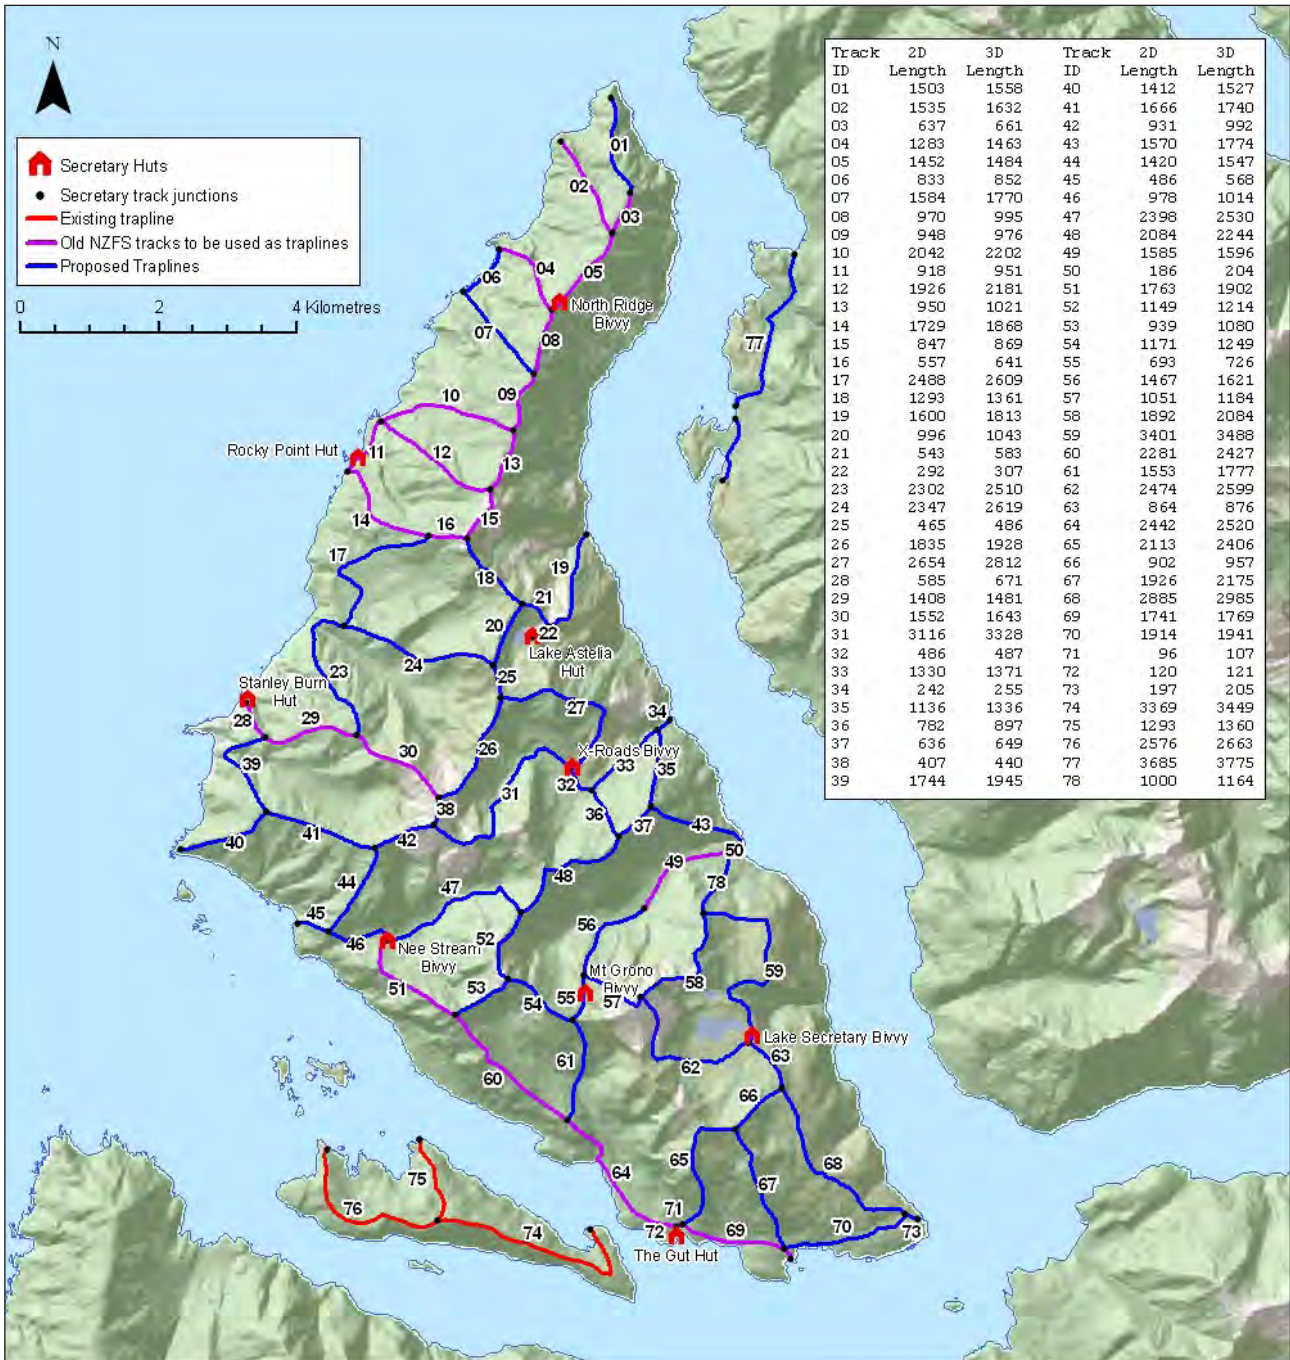 N
Secretary Huts
Secretary track junctions
Existing trapline
Old NZFS tracks to be used as traplines
Proposed Traplines
0 2 4 Kilometres
Track 2D 3D Track 2D 3D
ID Length Length ID Length Length
01 1503 1558 40 1412 1527
02 1535 1632 41 1666 1740
03 637 661 42 931 992
04 1283 1463 43 1570 1774
05 1452 1484 44 1420 1547
06 833 852 45 486 568
07 1584 1770 46 978 1014
08 970 995 47 2398 2530
09 948 976 48 2084 2244
10 2042 2202 49 1585 1596
11 918 951 50 186 204
12 1926 2181 51 1763 1902
13 950 1021 52 1149 1214
14 1729 1868 53 939 1080
15 847 869 54 1171 1249
16 557 641 55 693 726
17 2488 2609 56 1467 1621
18 1293 1361 57 1051 1184
19 1600 1813 58 1892 2084
20 996 1043 59 3401 3488
21 543 583 60 2281 2427
22 292 307 61 1553 1777
23 2302 2510 62 2474 2599
24 2347 2619 63 864 876
25 465 486 64 2442 2520
26 1835 1928 65 2113 2406
27 2654 2812 66 902 957
28 585 671 67 1926 2175
29 1408 1481 68 2885 2985
30 1552 1643 69 1741 1769
31 3116 3328 70 1914 1941
32 486 487 71 96 107
33 1330 1371 72 120 121
34 242 255 73 197 205
35 1136 1336 74 3369 3449
36 782 897 75 1293 1360
37 636 649 76 2576 2663
38 407 440 77 3685 3775
39 1744 1945 78 1000 1164
01
02
03
04
05
06
North Ridge
Bivvy
07
08
77
10
09
Rocky Point Hut
11
12
13
14
16
15
17
18
19
21
20
22
Lake Astelia
Hut
24
23
25
Stanley Burn
Hut
28
29
27
34
30
26
X-Roads Bivvy
33
35
39
32
31
38
36
37
43
40
41
42
50
49
48
44
47
78
45
56
46
Nee Stream
Bivvy
52
59
Mt Grono
Bivvy
58
51
53
54
55
57
Lake Secretary Bivvy
61
62
63
60
66
65
68
64
67
75
76
74
71
72
69
70
73
The Gut Hut